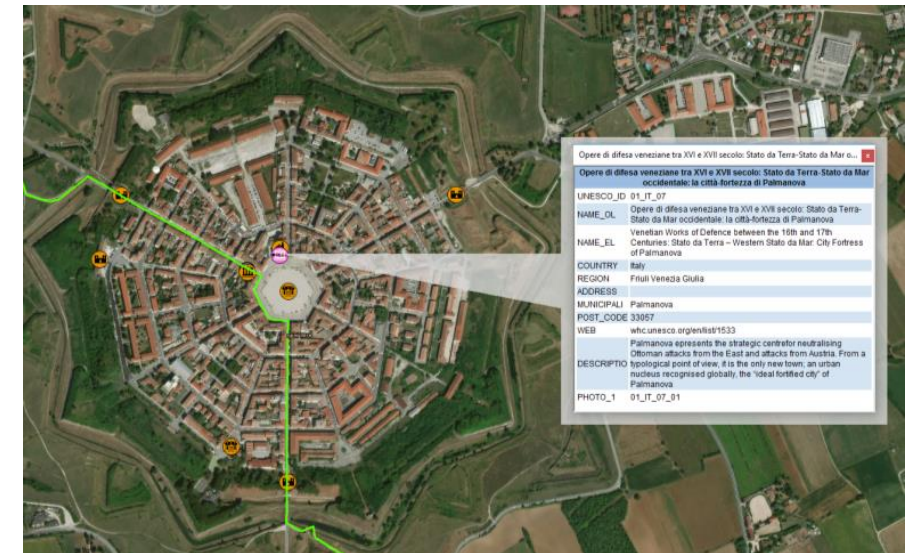 Opere di difesa veneziane tra XVI e XVII secolo: Stato da Terra-Stato da Mar o...
Opere di difesa veneziane tra XVI e XVII secolo: Stato da Terra-Stato da Mar
occidentale: la città-fortezza di Palmanova
UNESCO_ID 01_IT_07
NAME_OL Opere di difesa veneziane tra XVI e XVII secolo: Stato da Terra-
Stato da Mar occidentale: la città-fortezza di Palmanova
NAME_EL Venetian Works of Defence between the 16th and 17th
Centuries: Stato da Terra – Western Stato da Mar: City Fortress
of Palmanova
COUNTRY Italy
REGION Friuli Venezia Giulia
ADDRESS
MUNICIPALI Palmanova
POST_CODE 33057
WEB whc.unesco.org/en/list/1533
DESCRIPTIO Palmanova epresents the strategic centrefor neutralising
Ottoman attacks from the East and attacks from Austria. From a
typological point of view, it is the only new town; an urban
nucleus recognised globally, the "ideal fortified city" of
Palmanova
PHOTO_1 01_IT_07_01